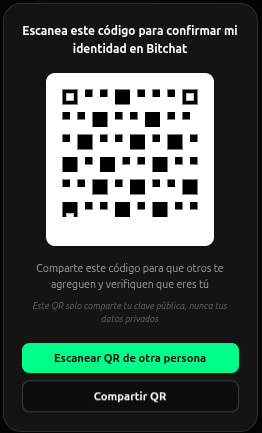 Escanea este código para confirmar mi
identidad en Bitchat
Comparte este código para que otros te
agreguen y verifiquen que eres tú
Este QR solo comparte tu clave pública, nunca tus
datos privados
Escanear QR de otra persona
Compartir QR